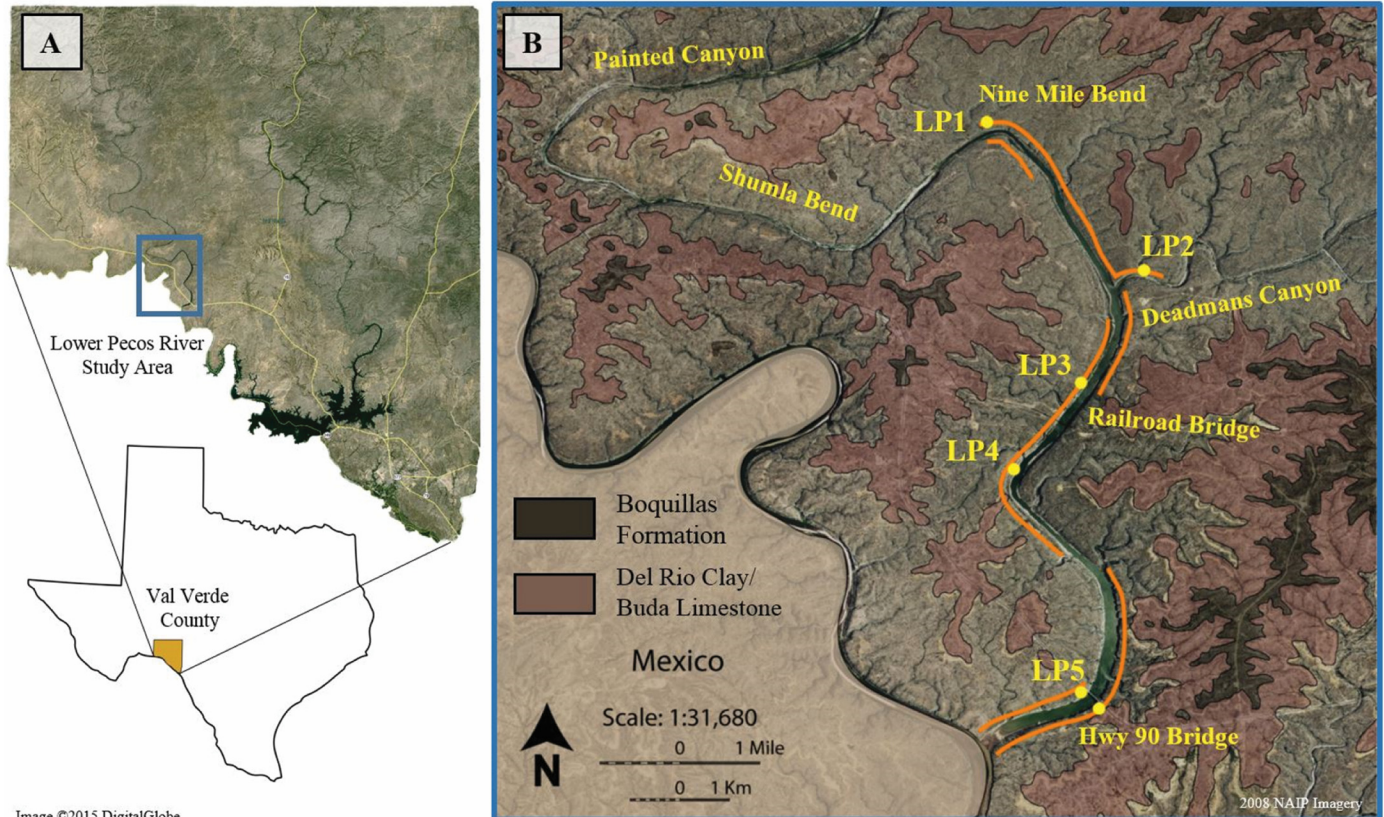 A
Lower Pecos River
Study Area
Val Verde
County
Image ©2015 DigitalGlobe
B
Painted Canyon
Nine Mile Bend
LP1
Shumla Bend
LP2
Deadmans Canyon
LP3
Railroad Bridge
LP4
Boquillas
Formation
Del Rio Clay/
Buda Limestone
Mexico
LP5
Scale: 1:31,680
0 1 Mile
Hwy 90 Bridge
N
0 1 Km
2008 NAIP Imagery